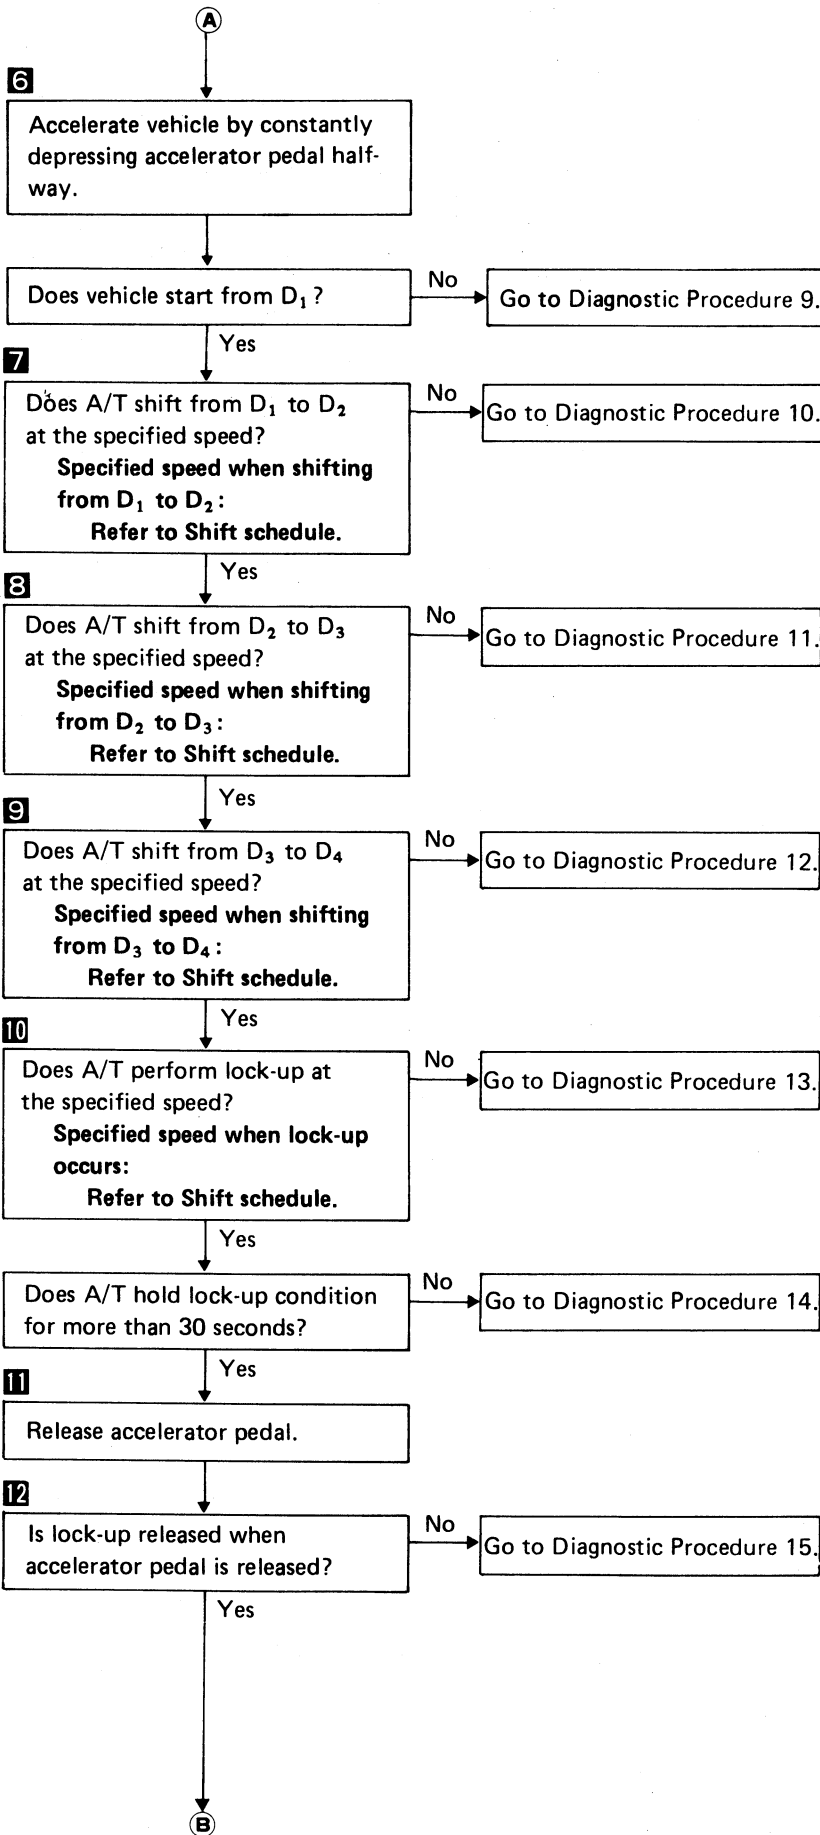 A
6
Accelerate vehicle by constantly
depressing accelerator pedal half-
way.
Does vehicle start from D₁?
No
Go to Diagnostic Procedure 9.
Yes
7
Does A/T shift from D₁ to D₂
at the specified speed?
Specified speed when shifting
from D₁ to D₂:
Refer to Shift schedule.
No
Go to Diagnostic Procedure 10.
Yes
8
Does A/T shift from D₂ to D₃
at the specified speed?
Specified speed when shifting
from D₂ to D₃:
Refer to Shift schedule.
No
Go to Diagnostic Procedure 11.
Yes
9
Does A/T shift from D₃ to D₄
at the specified speed?
Specified speed when shifting
from D₃ to D₄:
Refer to Shift schedule.
No
Go to Diagnostic Procedure 12.
Yes
10
Does A/T perform lock-up at
the specified speed?
Specified speed when lock-up
occurs:
Refer to Shift schedule.
No
Go to Diagnostic Procedure 13.
Yes
Does A/T hold lock-up condition
for more than 30 seconds?
No
Go to Diagnostic Procedure 14.
Yes
11
Release accelerator pedal.
12
Is lock-up released when
accelerator pedal is released?
No
Go to Diagnostic Procedure 15.
Yes
B